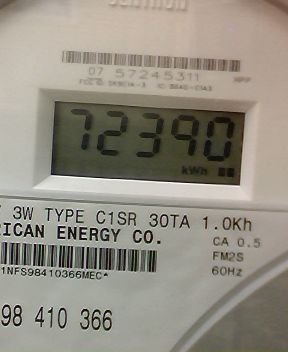 07 57245311
72390
kWh
3W TYPE C1SR 30TA 1.0Kh
RICAN ENERGY CO.
CA 0.5
FM2S
60Hz
1NFS98410366MEC*
98 410 366